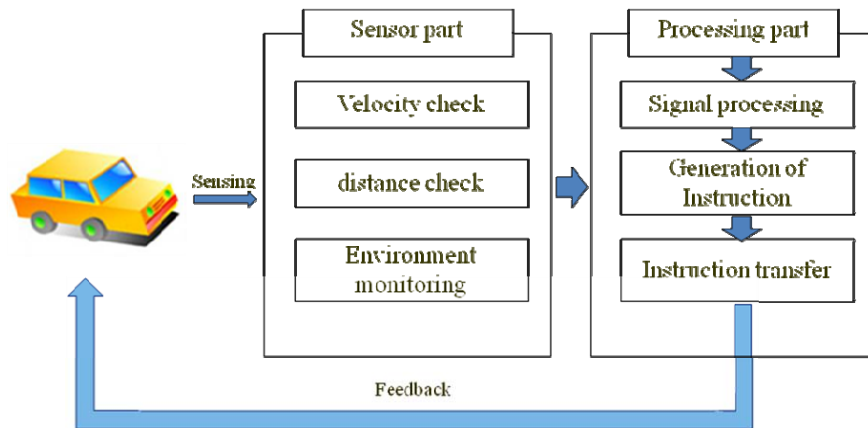 Sensor part
Velocity check
distance check
Environment
monitoring
Processing part
Signal processing
Generation of
Instruction
Instruction transfer
Sensing
Feedback